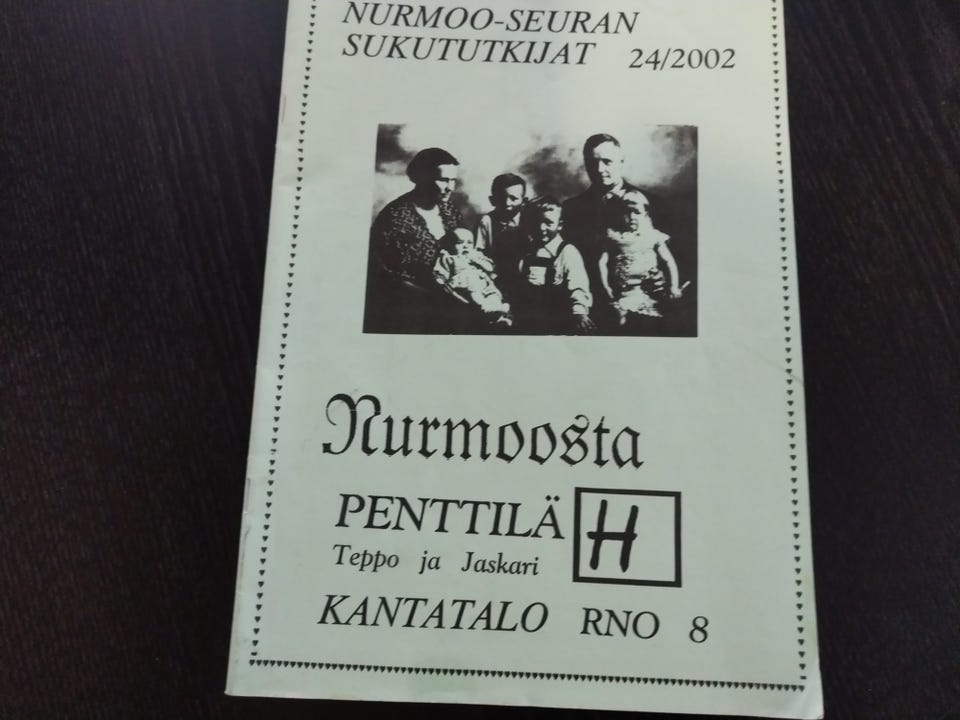 NURMOO-SEURAN
SUKUTUTKIJAT 24/2002
Nurmoosta
PENTTILÄ H
Teppo ja Jaskari
KANTATALO RNO 8